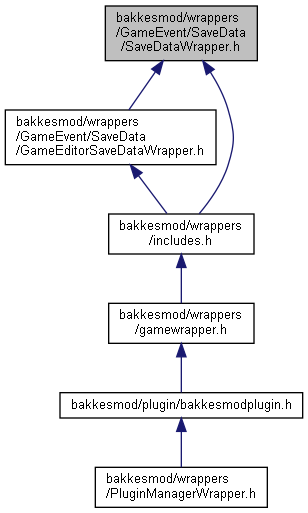 bakkesmod/wrappers
/GameEvent/SaveData
/SaveDataWrapper.h
bakkesmod/wrappers
/GameEvent/SaveData
/GameEditorSaveDataWrapper.h
bakkesmod/wrappers
/includes.h
bakkesmod/wrappers
/gamewrapper.h
bakkesmod/plugin/bakkesmodplugin.h
bakkesmod/wrappers
/PluginManagerWrapper.h